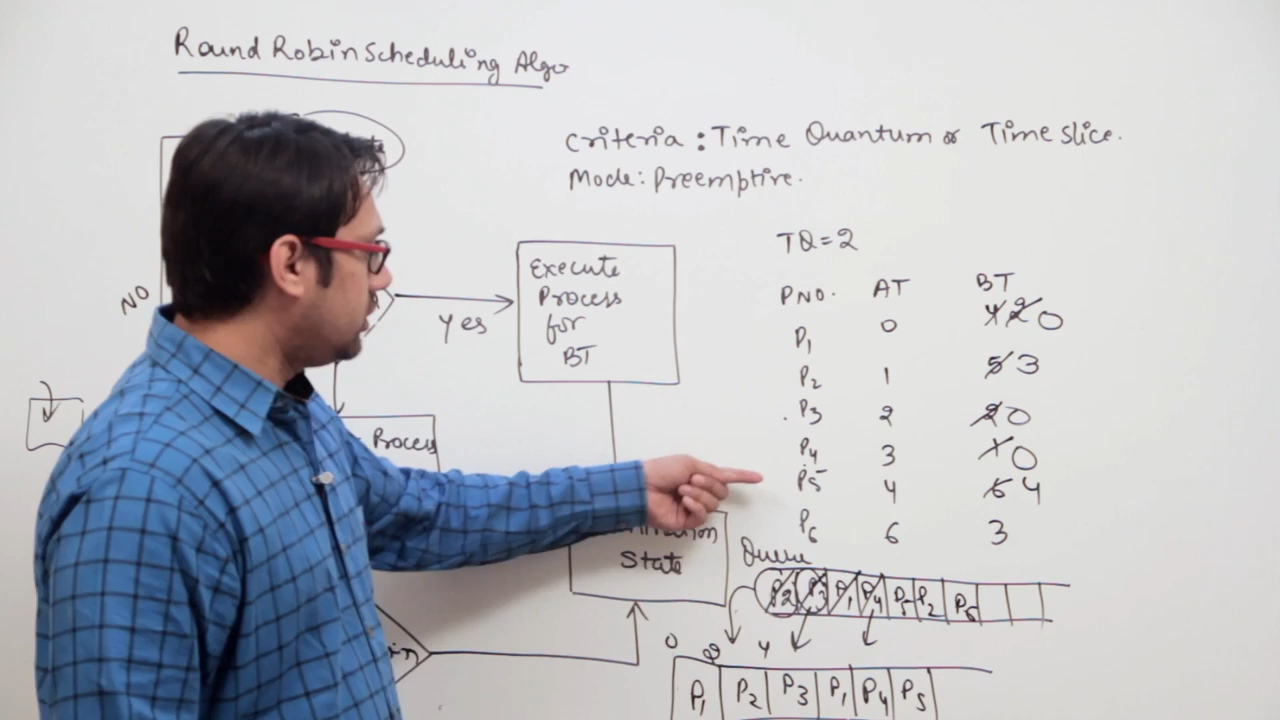 Round Robin Scheduling Algo
Criteria : Time Quantum or Time slice.
Mode: Preemptive.
TQ=2
Execute
Process
for
BT
NO
Yes
PNO. AT BT
P1 0 4 2 0
P2 1 5 3
P3 2 2 0
P4 3 1 0
P5 4 6 4
P6 6 3
Process
State
Queue
P2 P3 P1 P4 P5 P2 P6
0 2 4
P1 P2 P3 P1 P4 P5